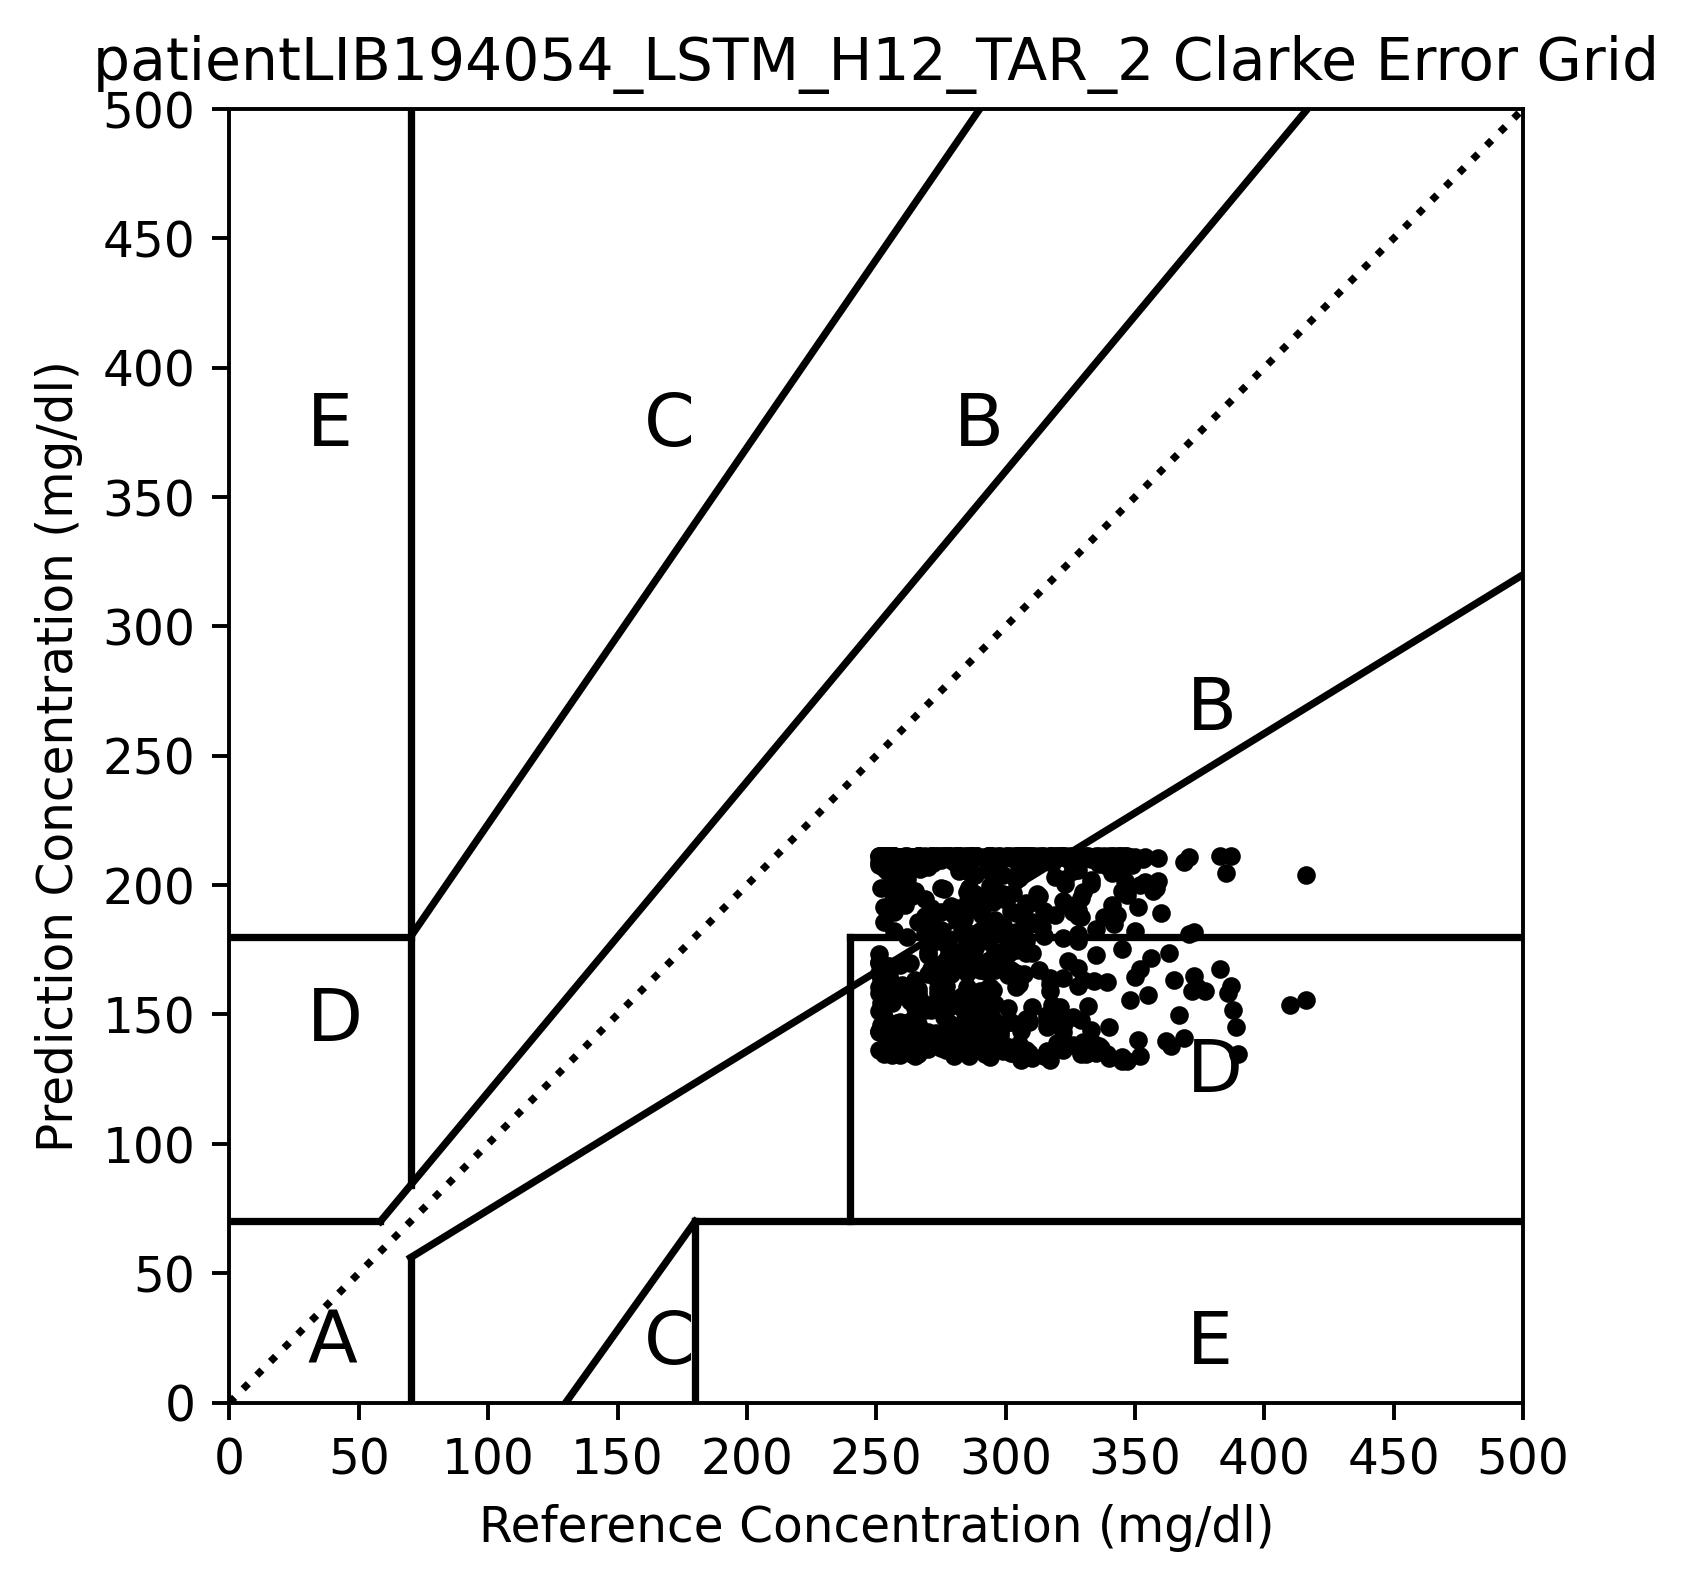 patientLIB194054_LSTM_H12_TAR_2 Clarke Error Grid
500
450
400
350
300
250
200
150
100
50
0
Prediction Concentration (mg/dl)
E
C
B
B
D
D
A
C
E
0 50 100 150 200 250 300 350 400 450 500
Reference Concentration (mg/dl)